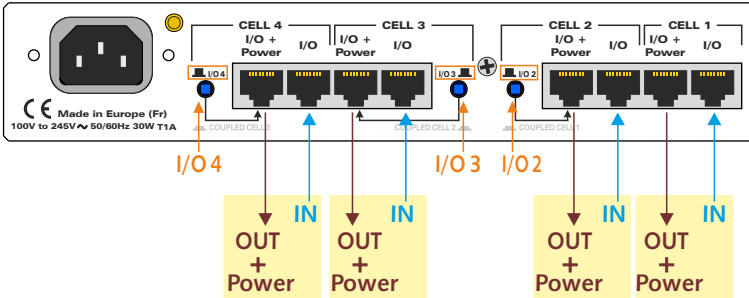 CELL 4 CELL 3 CELL 2 CELL 1
I/O + Power I/O I/O + Power I/O I/O + Power I/O I/O + Power I/O
I/O 4 I/O 3 I/O 2
CE Made in Europe (Fr)
100V to 245V ~ 50/60Hz 30W T1A
COUPLED CELL 3 COUPLED CELL 2 COUPLED CELL 1
I/O 4 I/O 3 I/O 2
IN IN IN IN
OUT OUT OUT OUT
+ + + +
Power Power Power Power